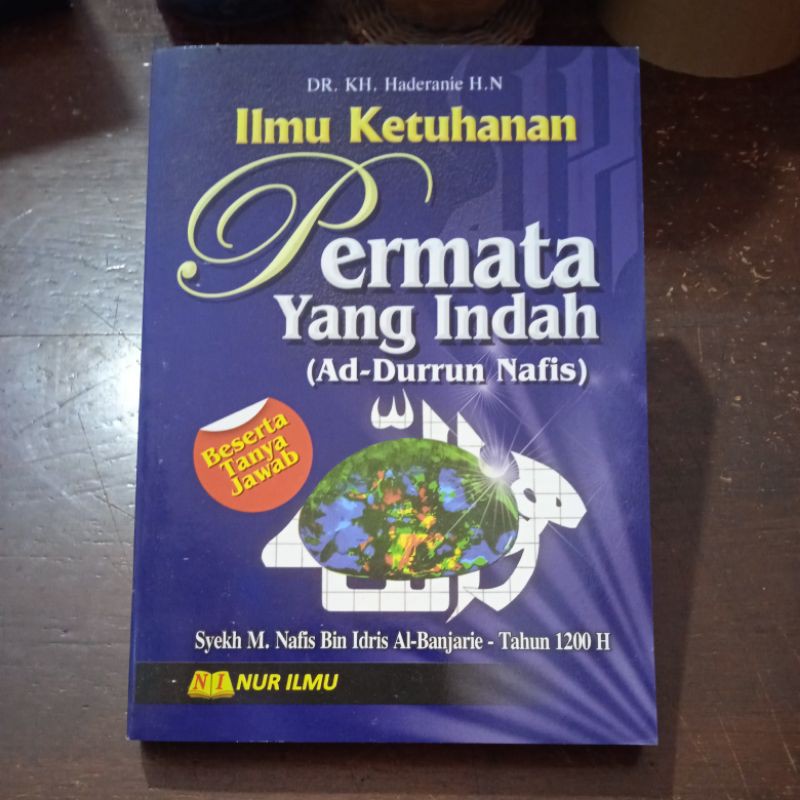 DR. KH. Haderanie H.N
Ilmu Ketuhanan
Permata
Yang Indah
(Ad-Durrun Nafis)
Beserta
Tanya
Jawab
Syekh M. Nafis Bin Idris Al-Banjarie - Tahun 1200 H
NI NUR ILMU